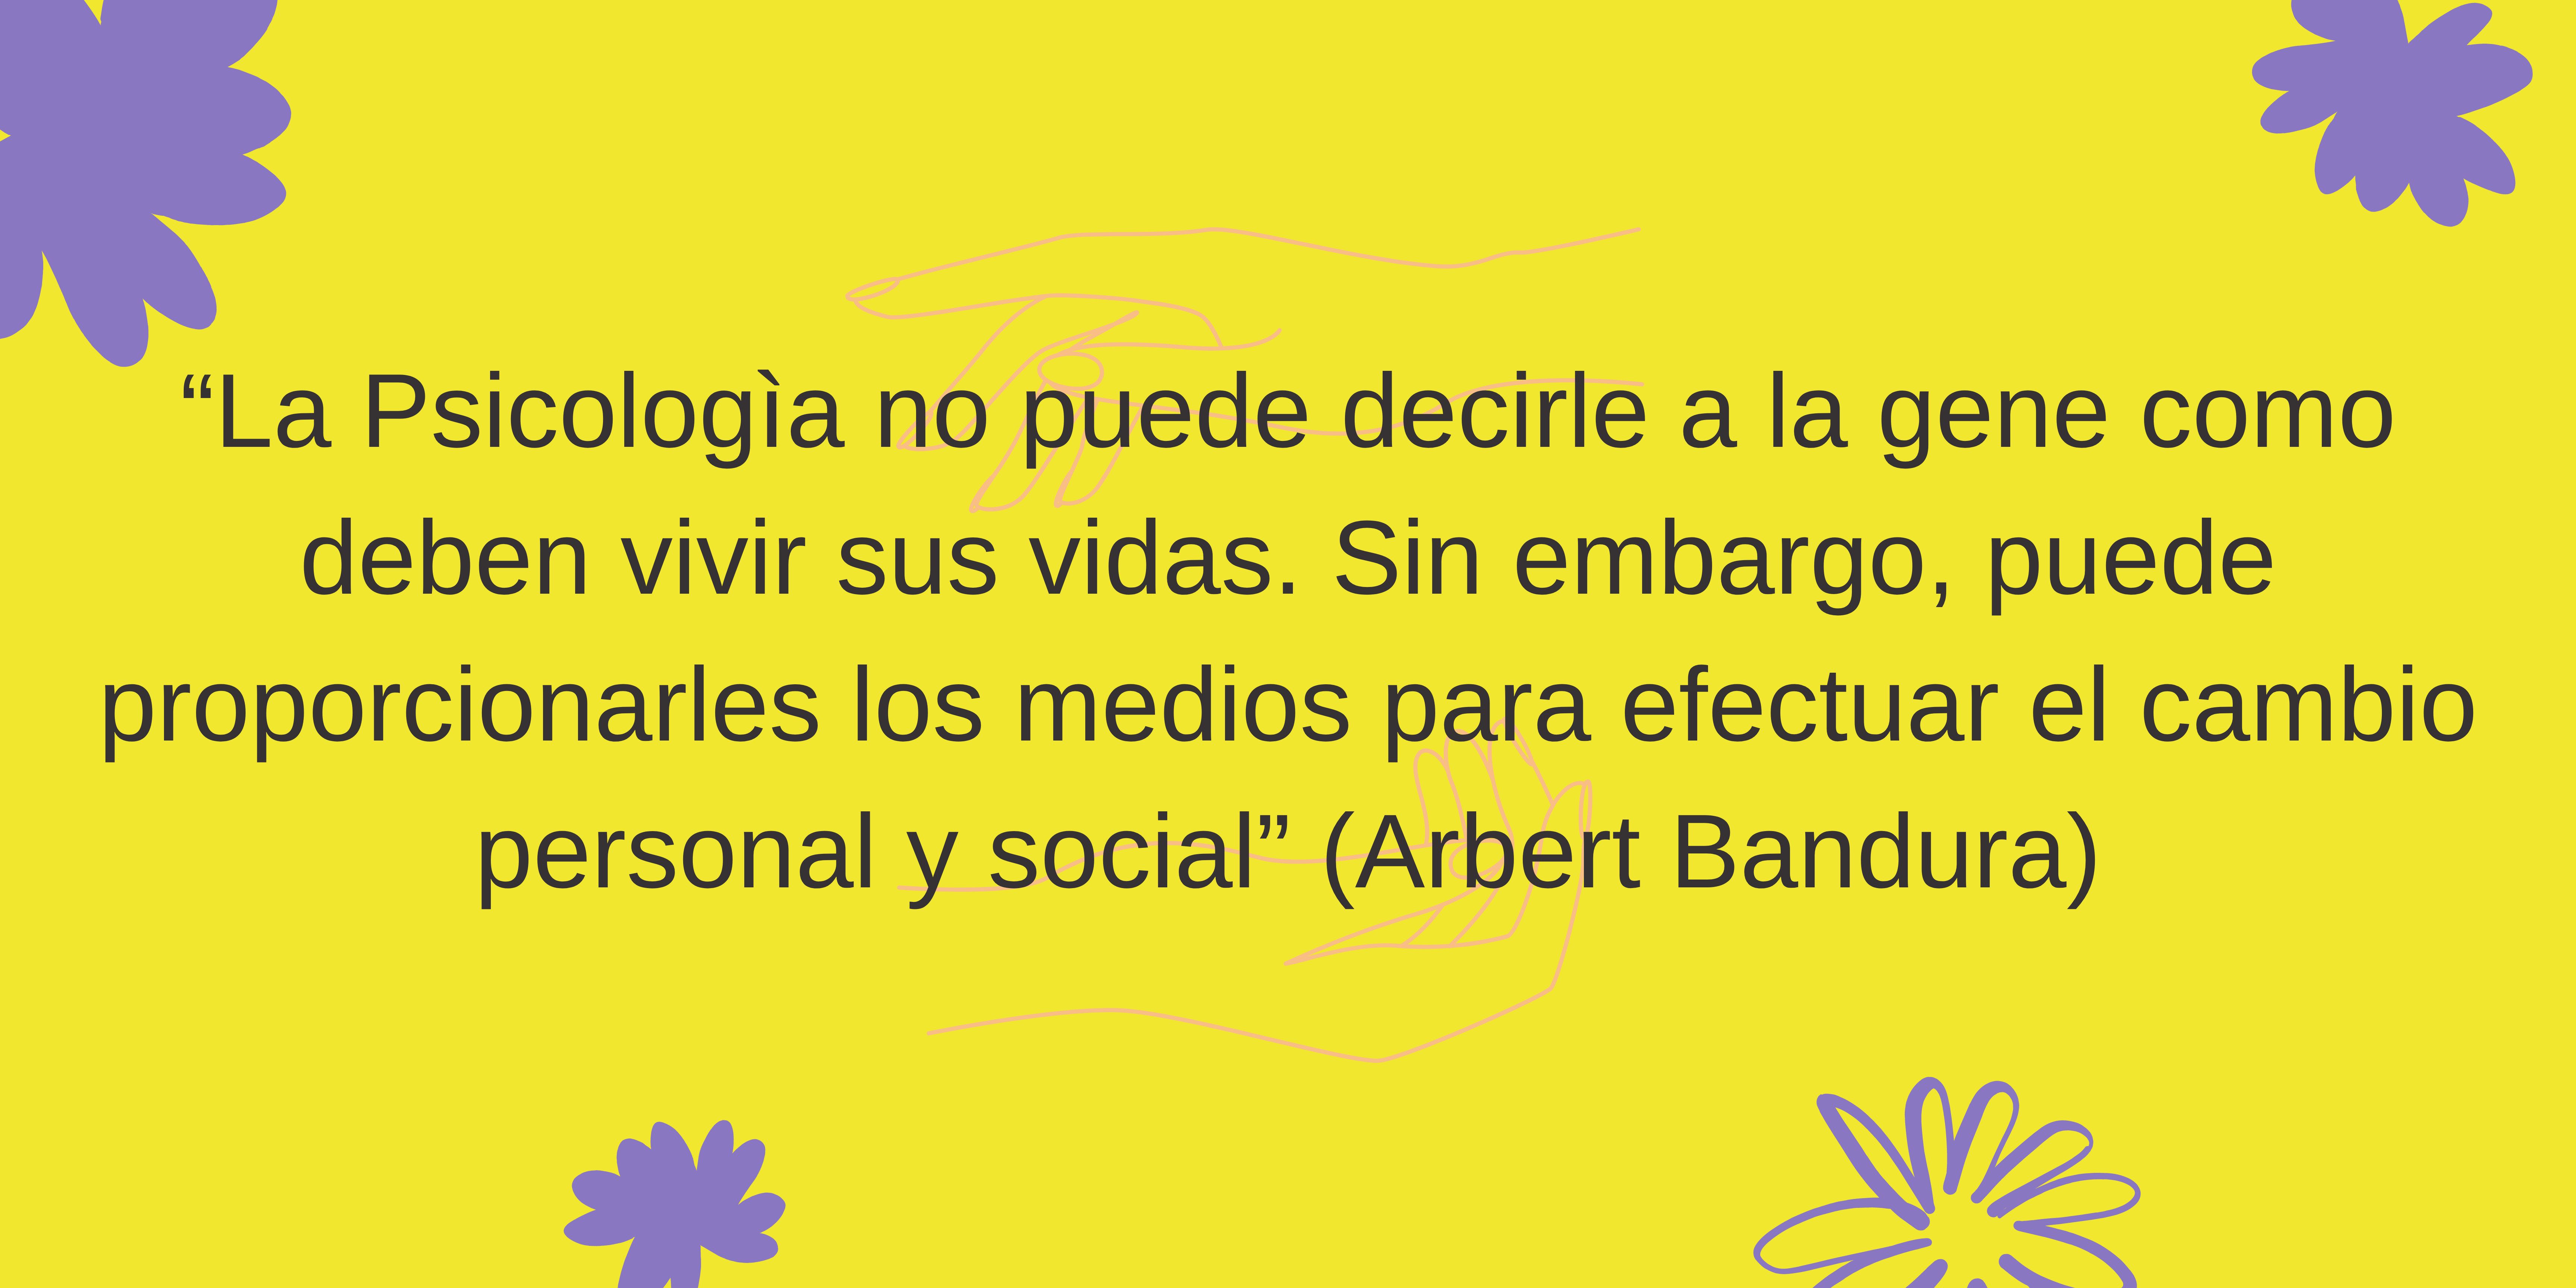 “La Psicologìa no puede decirle a la gene como
deben vivir sus vidas. Sin embargo, puede
proporcionarles los medios para efectuar el cambio
personal y social” (Arbert Bandura)